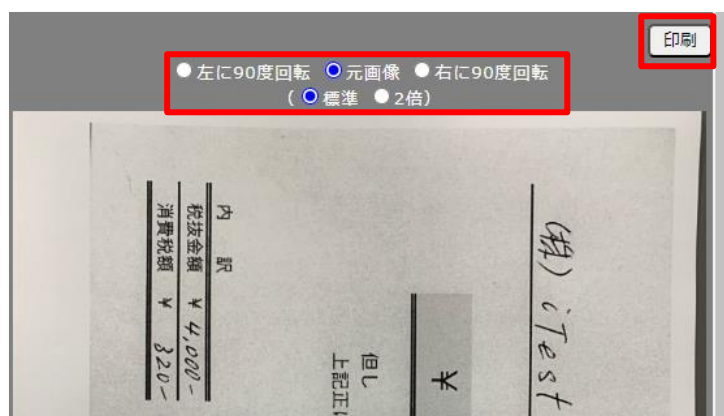 印刷
左に90度回転 元画像 右に90度回転
( 標準 2倍)
(株) iTest
¥
但し
上記正に
内 訳
税抜金額 ¥ 4,000-
消費税額 ¥ 320-